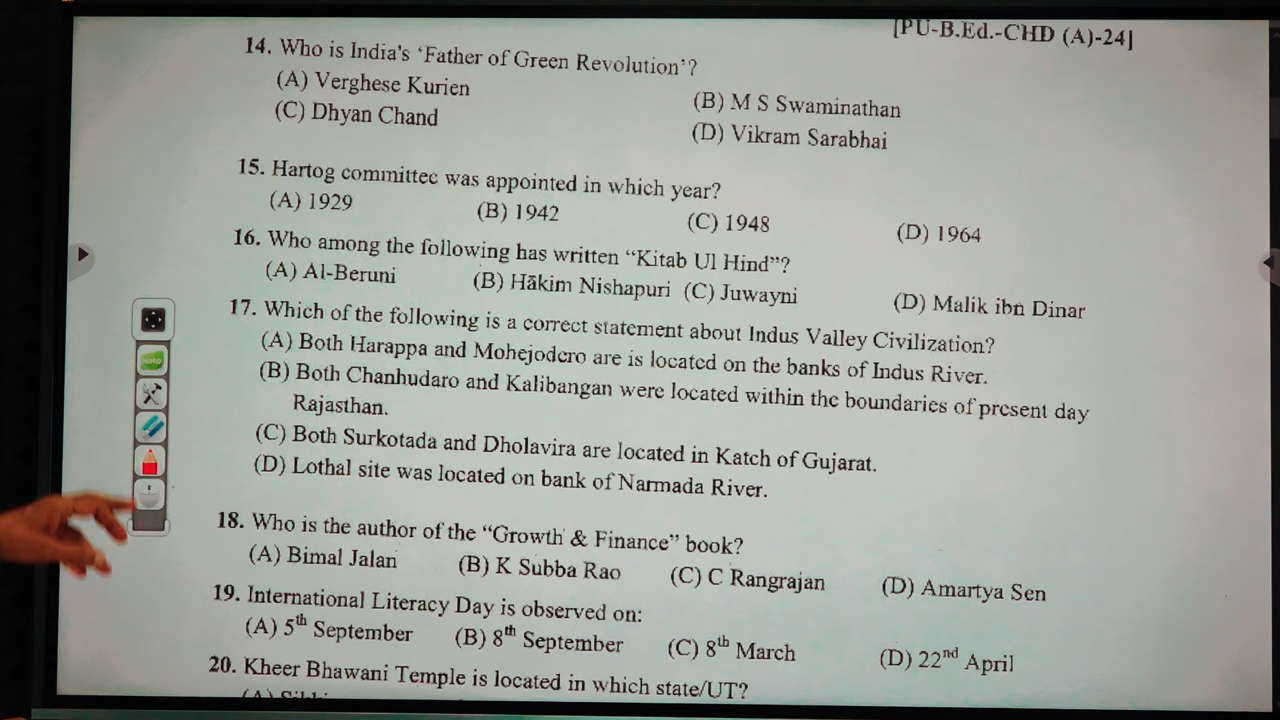 [PU-B.Ed.-CHD (A)-24]
14. Who is India's 'Father of Green Revolution'?
(A) Verghese Kurien (B) M S Swaminathan
(C) Dhyan Chand (D) Vikram Sarabhai
15. Hartog committee was appointed in which year?
(A) 1929 (B) 1942 (C) 1948 (D) 1964
16. Who among the following has written "Kitab Ul Hind"?
(A) Al-Beruni (B) Hākim Nishapuri (C) Juwayni (D) Malik ibn Dinar
17. Which of the following is a correct statement about Indus Valley Civilization?
(A) Both Harappa and Mohejodero are is located on the banks of Indus River.
(B) Both Chanhudaro and Kalibangan were located within the boundaries of present day
Rajasthan.
(C) Both Surkotada and Dholavira are located in Katch of Gujarat.
(D) Lothal site was located on bank of Narmada River.
18. Who is the author of the "Growth & Finance" book?
(A) Bimal Jalan (B) K Subba Rao (C) C Rangrajan (D) Amartya Sen
19. International Literacy Day is observed on:
(A) 5th September (B) 8th September (C) 8th March (D) 22nd April
20. Kheer Bhawani Temple is located in which state/UT?
(A)